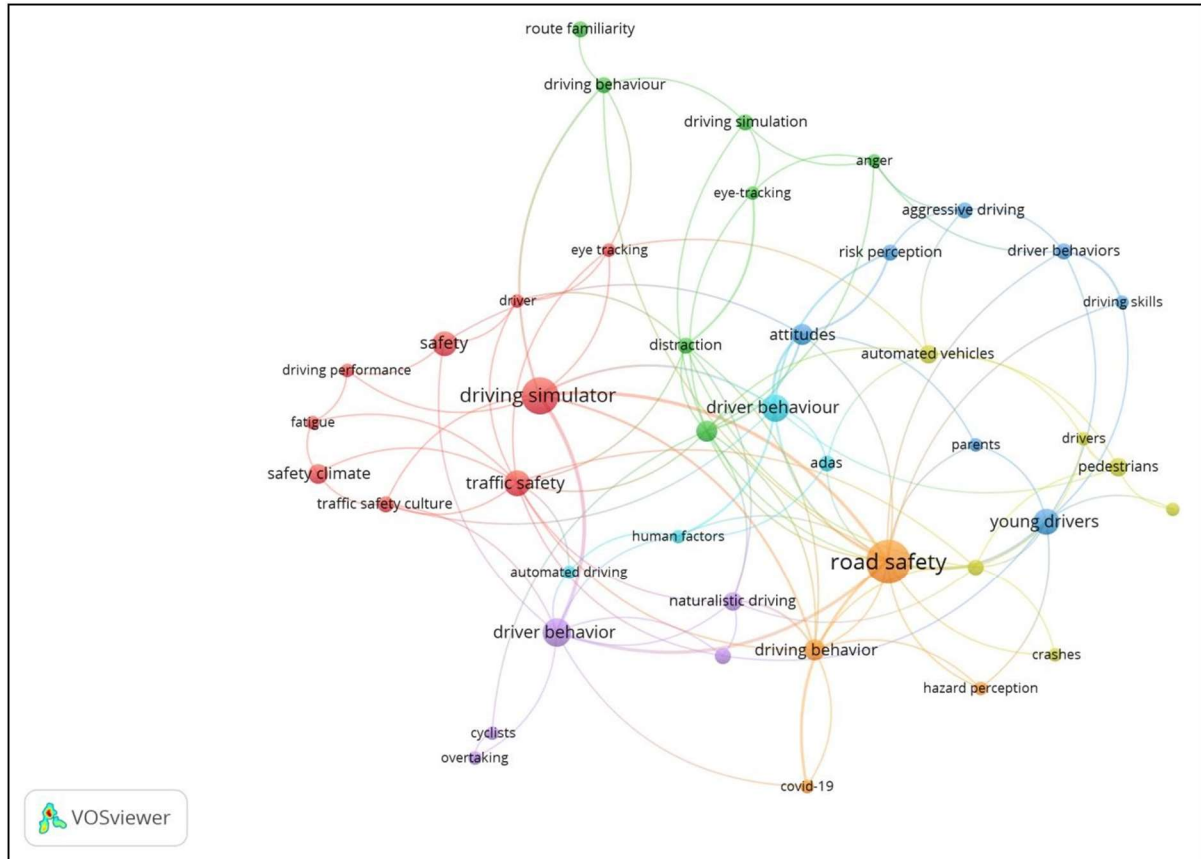 route familiarity
driving behaviour
driving simulation
anger
eye-tracking
aggressive driving
eye tracking
risk perception
driver behaviors
driver
driving skills
safety
distraction
attitudes
automated vehicles
driving performance
driving simulator
driver behaviour
fatigue
parents
drivers
safety climate
traffic safety
adas
pedestrians
traffic safety culture
young drivers
human factors
road safety
automated driving
naturalistic driving
driver behavior
driving behavior
crashes
hazard perception
cyclists
overtaking
covid-19
VOSviewer